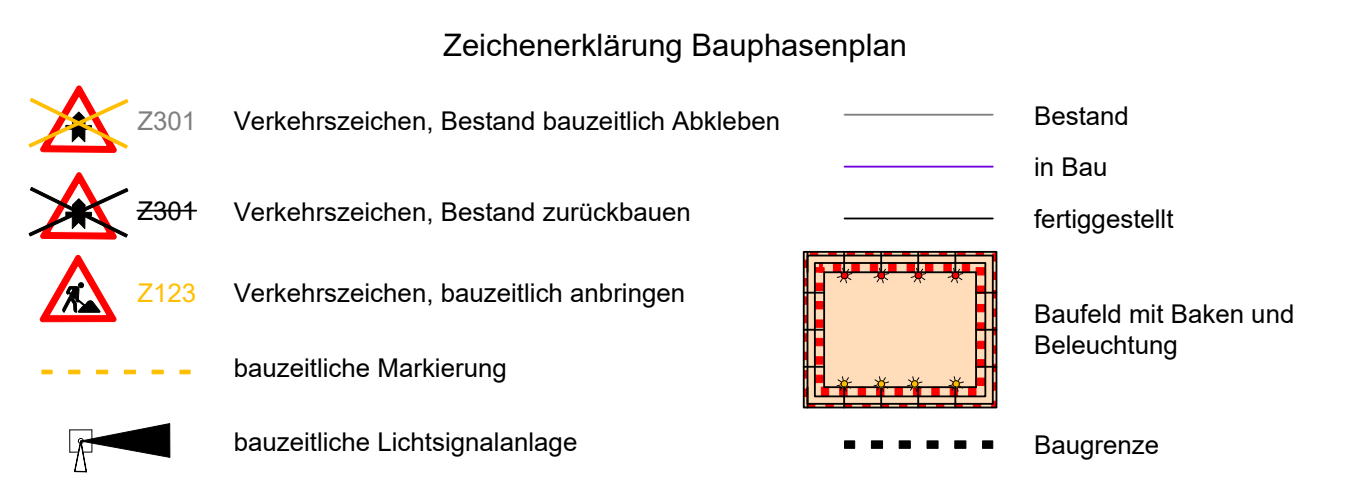 Zeichenerklärung Bauphasenplan
Z301 Verkehrszeichen, Bestand bauzeitlich Abkleben
Z301 Verkehrszeichen, Bestand zurückbauen
Z123 Verkehrszeichen, bauzeitlich anbringen
bauzeitliche Markierung
bauzeitliche Lichtsignalanlage
Bestand
in Bau
fertiggestellt
Baufeld mit Baken und
Beleuchtung
Baugrenze